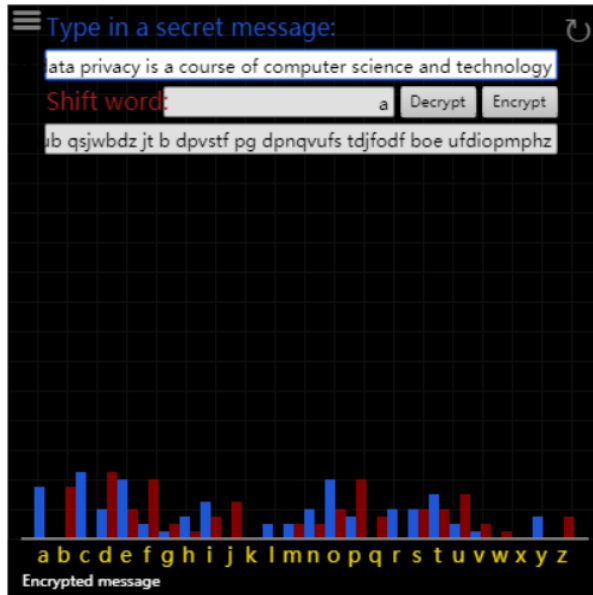 Type in a secret message:
ata privacy is a course of computer science and technology
Shift word: a Decrypt Encrypt
ub qsjwbdz jt b dpvstf pg dpnqvufs tdjfodf boe ufdiopmphz
a b c d e f g h i j k l m n o p q r s t u v w x y z
Encrypted message